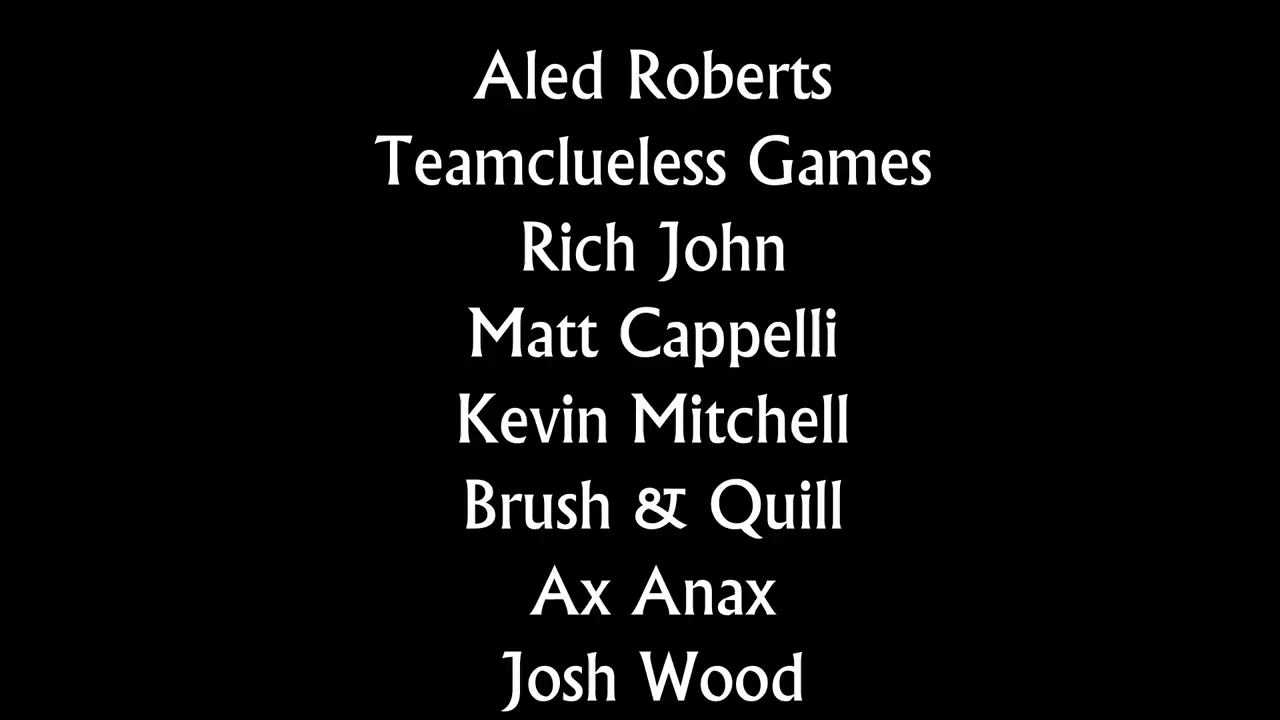 Aled Roberts
Teamclueless Games
Rich John
Matt Cappelli
Kevin Mitchell
Brush & Quill
Ax Anax
Josh Wood